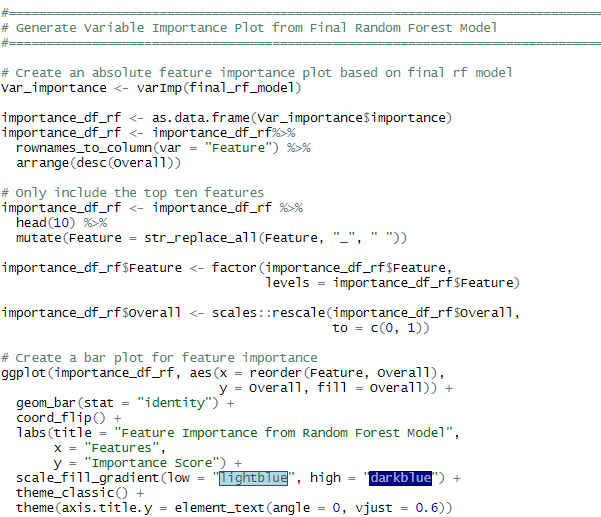 #==================================================================================
# Generate Variable Importance Plot from Final Random Forest Model
#==================================================================================
# Create an absolute feature importance plot based on final rf model
Var_importance <- varImp(final_rf_model)
importance_df_rf <- as.data.frame(Var_importance$importance)
importance_df_rf <- importance_df_rf%>%
  rownames_to_column(var = "Feature") %>%
  arrange(desc(Overall))
# Only include the top ten features
importance_df_rf <- importance_df_rf %>%
  head(10) %>%
  mutate(Feature = str_replace_all(Feature, "_", " "))
importance_df_rf$Feature <- factor(importance_df_rf$Feature,
                                   levels = importance_df_rf$Feature)
importance_df_rf$Overall <- scales::rescale(importance_df_rf$Overall,
                                            to = c(0, 1))
# Create a bar plot for feature importance
ggplot(importance_df_rf, aes(x = reorder(Feature, Overall),
                             y = Overall, fill = Overall)) +
  geom_bar(stat = "identity") +
  coord_flip() +
  labs(title = "Feature Importance from Random Forest Model",
       x = "Features",
       y = "Importance Score") +
  scale_fill_gradient(low = "lightblue", high = "darkblue") +
  theme_classic() +
  theme(axis.title.y = element_text(angle = 0, vjust = 0.6))